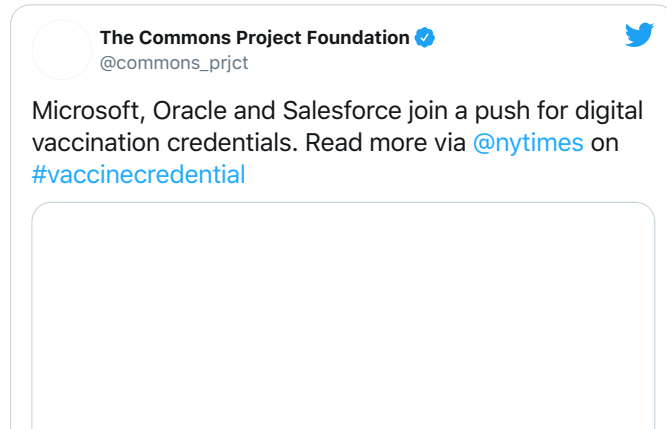 The Commons Project Foundation
@commons_prjct
Microsoft, Oracle and Salesforce join a push for digital
vaccination credentials. Read more via @nytimes on
#vaccinecredential